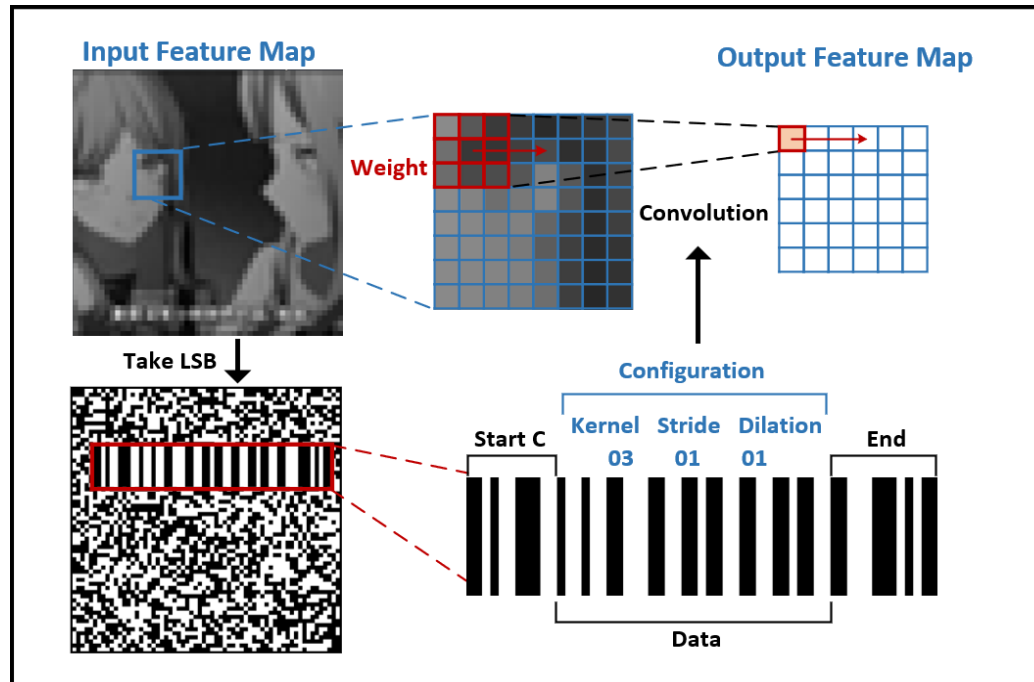 Input Feature Map
Output Feature Map
Weight
Convolution
Take LSB
Configuration
Start C
Kernel Stride Dilation
End
03 01 01
Data